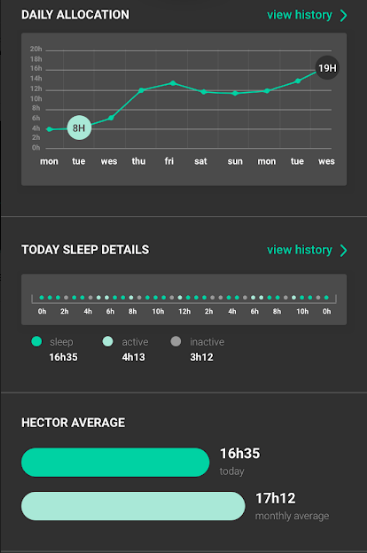 DAILY ALLOCATION
view history
20h
18h
16h
14h
12h
10h
8h
6h
4h
2h
0h
8H
19H
mon tue wes thu fri sat sun mon tue wes
TODAY SLEEP DETAILS
view history
0h 2h 4h 6h 8h 10h 12h 2h 4h 6h 8h 10h 0h
sleep active inactive
16h35 4h13 3h12
HECTOR AVERAGE
16h35
today
17h12
monthly average